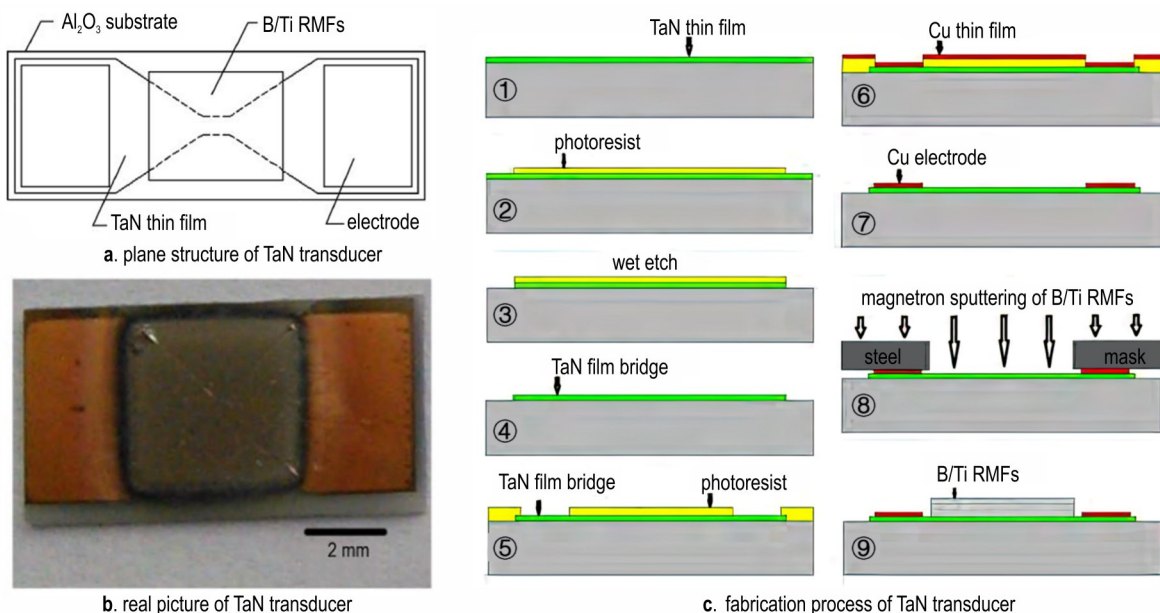 Al₂O₃ substrate
B/Ti RMFs
TaN thin film
electrode
a. plane structure of TaN transducer
2 mm
b. real picture of TaN transducer
TaN thin film
①
photoresist
②
wet etch
③
TaN film bridge
④
TaN film bridge
photoresist
⑤
Cu thin film
⑥
Cu electrode
⑦
magnetron sputtering of B/Ti RMFs
steel
mask
⑧
B/Ti RMFs
⑨
c. fabrication process of TaN transducer